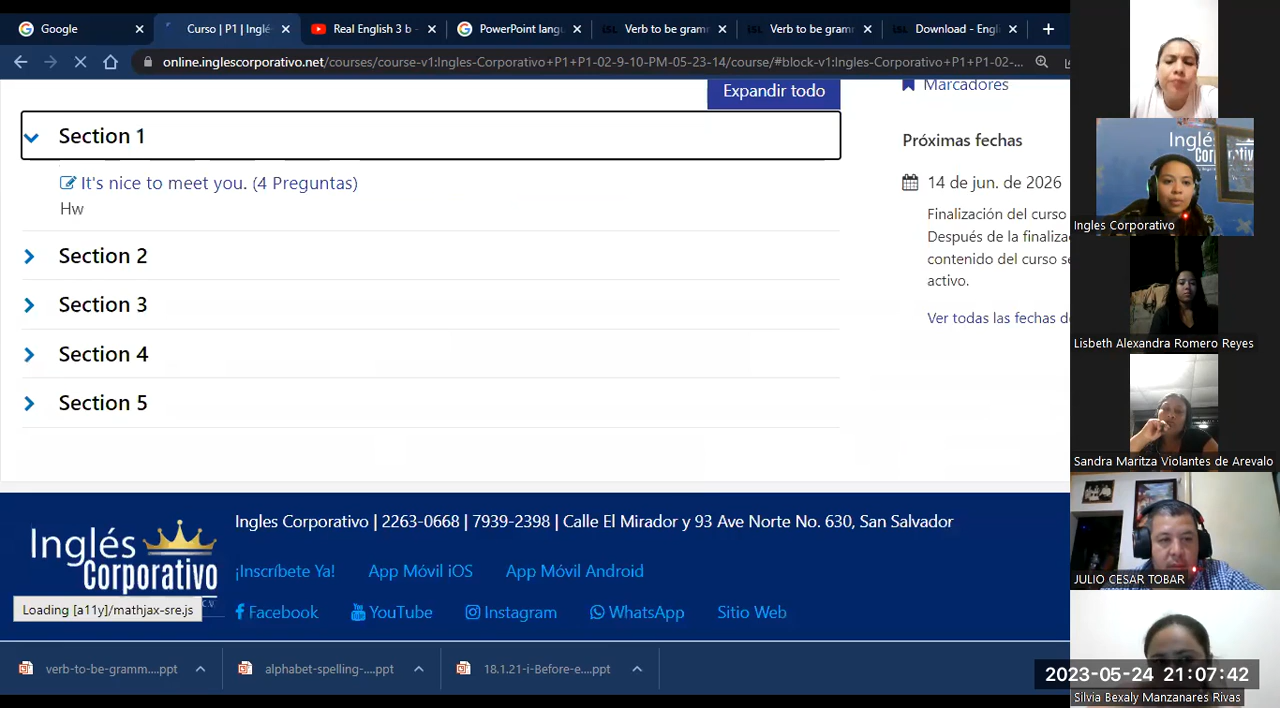 Google
Curso | P1 | Inglé
Real English 3 b -
PowerPoint langu
Verb to be gramr
Verb to be gramr
Download - Engli
online.inglescorporativo.net/courses/course-v1:Ingles-Corporativo+P1+P1-02-9-10-PM-05-23-14/course/#block-v1:Ingles-Corporativo+P1+P1-02-...
Expandir todo
Marcadores
Section 1
It's nice to meet you. (4 Preguntas)
Hw
Section 2
Section 3
Section 4
Section 5
Próximas fechas
14 de jun. de 2026
Finalización del curso
Después de la finaliza
contenido del curso se
activo.
Ver todas las fechas d
Inglés
Corporativo
Ingles Corporativo | 2263-0668 | 7939-2398 | Calle El Mirador y 93 Ave Norte No. 630, San Salvador
¡Inscríbete Ya!
App Móvil iOS
App Móvil Android
Facebook
YouTube
Instagram
WhatsApp
Sitio Web
Loading [a11y]/mathjax-sre.js
verb-to-be-gramm....ppt
alphabet-spelling-....ppt
18.1.21-i-Before-e....ppt
Ingles Corporativo
Lisbeth Alexandra Romero Reyes
Sandra Maritza Violantes de Arevalo
JULIO CESAR TOBAR
2023-05-24 21:07:42
Silvia Bexaly Manzanares Rivas